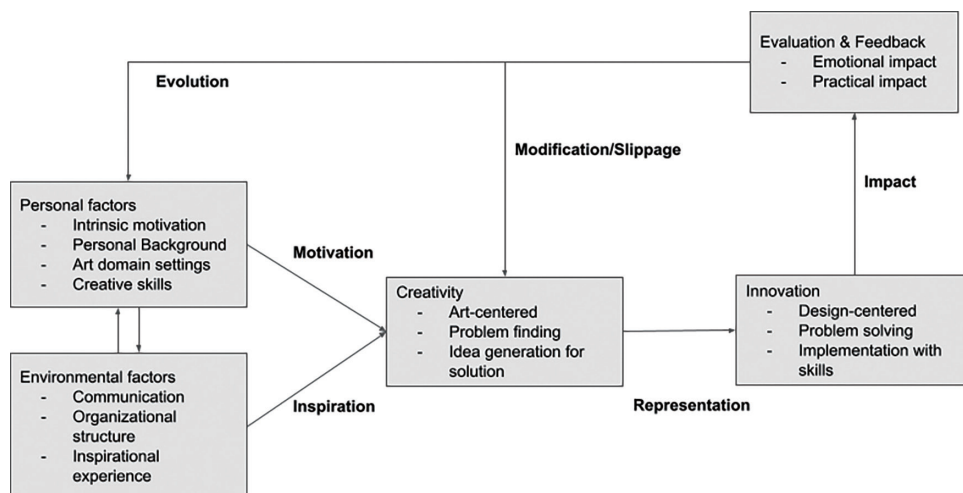 Evaluation & Feedback
- Emotional impact
- Practical impact
Evolution
Modification/Slippage
Impact
Personal factors
- Intrinsic motivation
- Personal Background
- Art domain settings
- Creative skills
Motivation
Creativity
- Art-centered
- Problem finding
- Idea generation for
solution
Innovation
- Design-centered
- Problem solving
- Implementation with
skills
Environmental factors
- Communication
- Organizational
structure
- Inspirational
experience
Inspiration
Representation